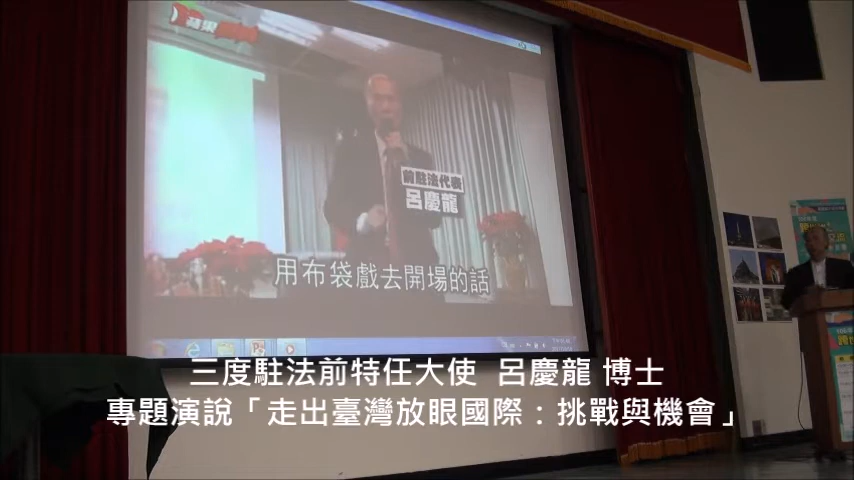 蘋果
前駐法代表
呂慶龍
用布袋戲去開場的話
三度駐法前特任大使 呂慶龍 博士
專題演說「走出臺灣放眼國際：挑戰與機會」